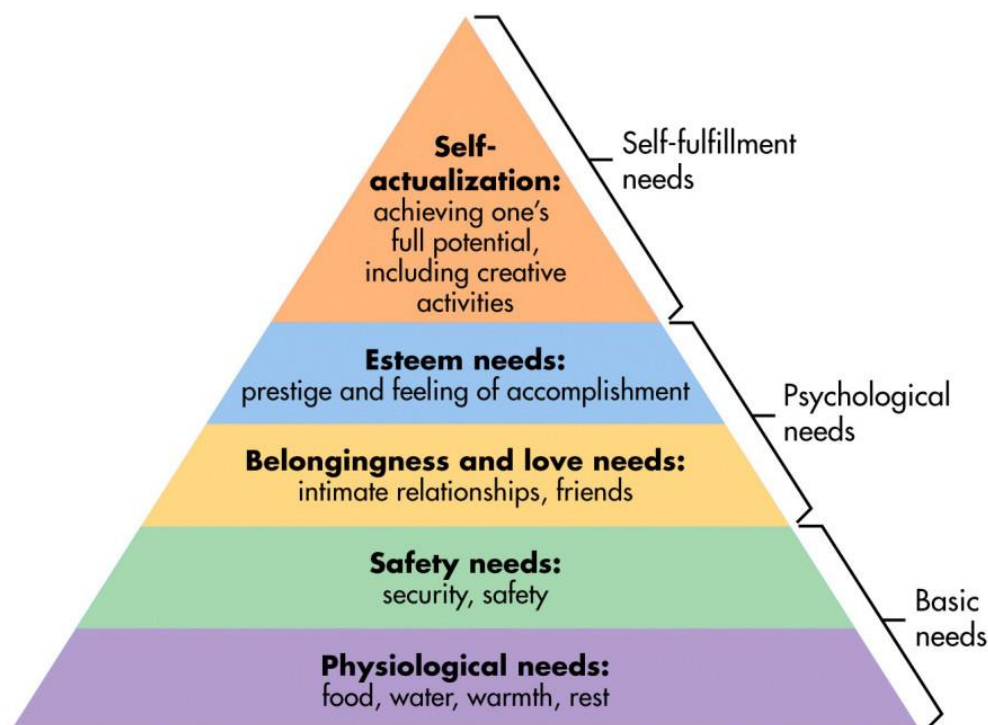 Self-
actualization:
achieving one's
full potential,
including creative
activities
Self-fulfillment
needs
Esteem needs:
prestige and feeling of accomplishment
Psychological
needs
Belongingness and love needs:
intimate relationships, friends
Safety needs:
security, safety
Basic
needs
Physiological needs:
food, water, warmth, rest